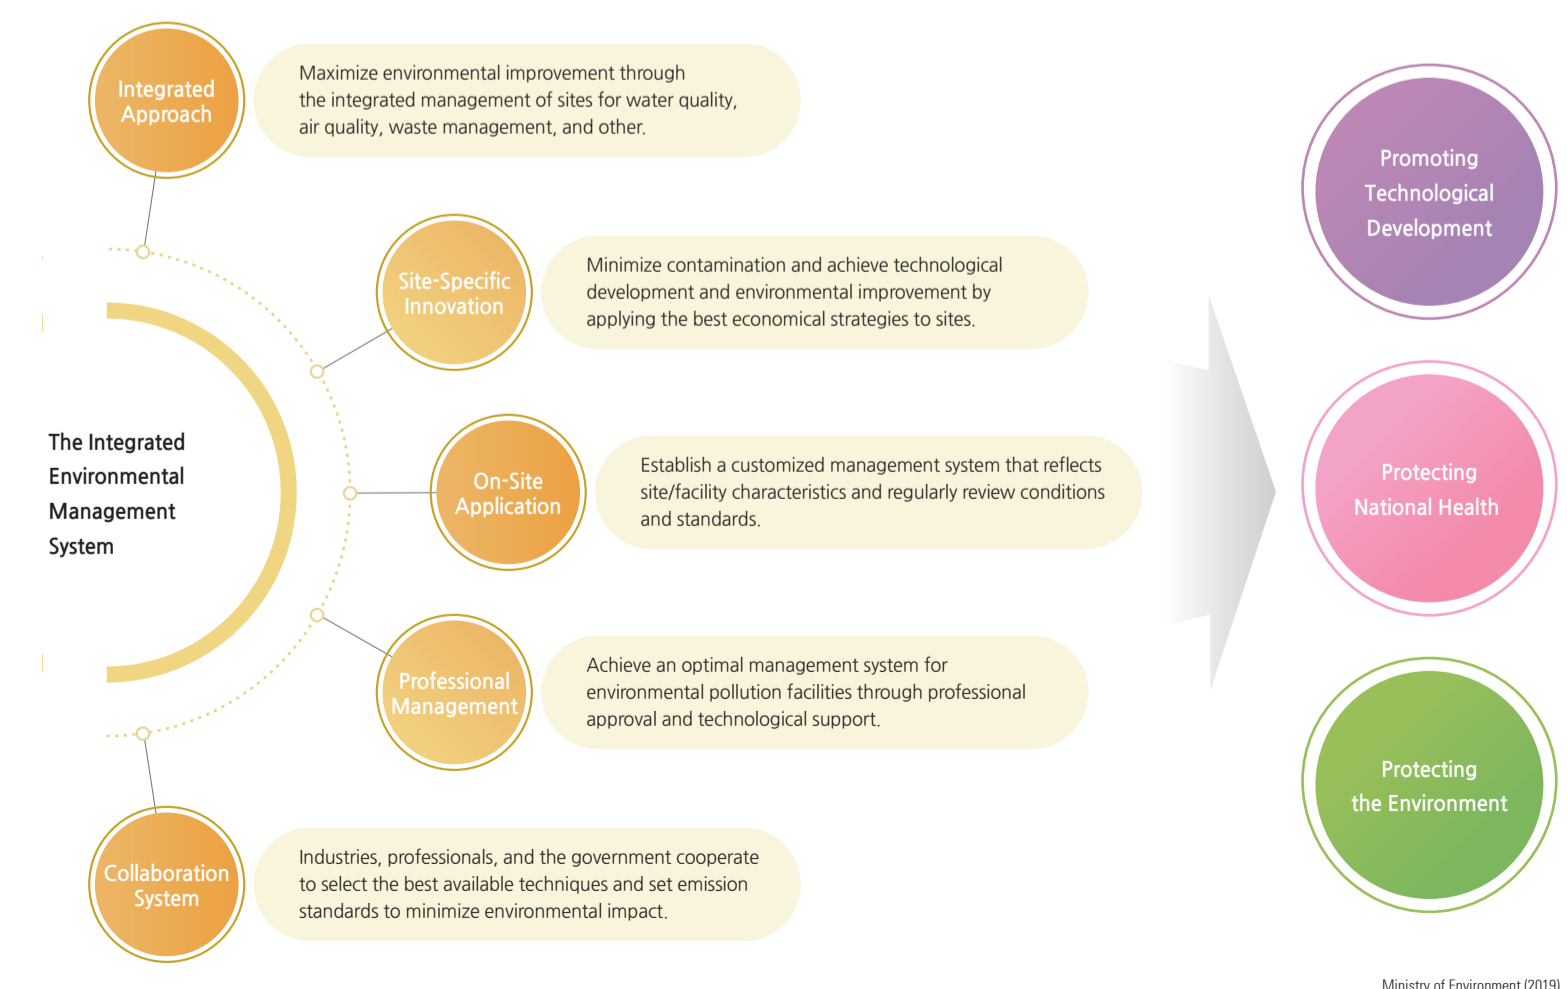 Integrated
Approach
Maximize environmental improvement through
the integrated management of sites for water quality,
air quality, waste management, and other.
Site-Specific
Innovation
Minimize contamination and achieve technological
development and environmental improvement by
applying the best economical strategies to sites.
The Integrated
Environmental
Management
System
On-Site
Application
Establish a customized management system that reflects
site/facility characteristics and regularly review conditions
and standards.
Professional
Management
Achieve an optimal management system for
environmental pollution facilities through professional
approval and technological support.
Collaboration
System
Industries, professionals, and the government cooperate
to select the best available techniques and set emission
standards to minimize environmental impact.
Promoting
Technological
Development
Protecting
National Health
Protecting
the Environment
Ministry of Environment (2019)